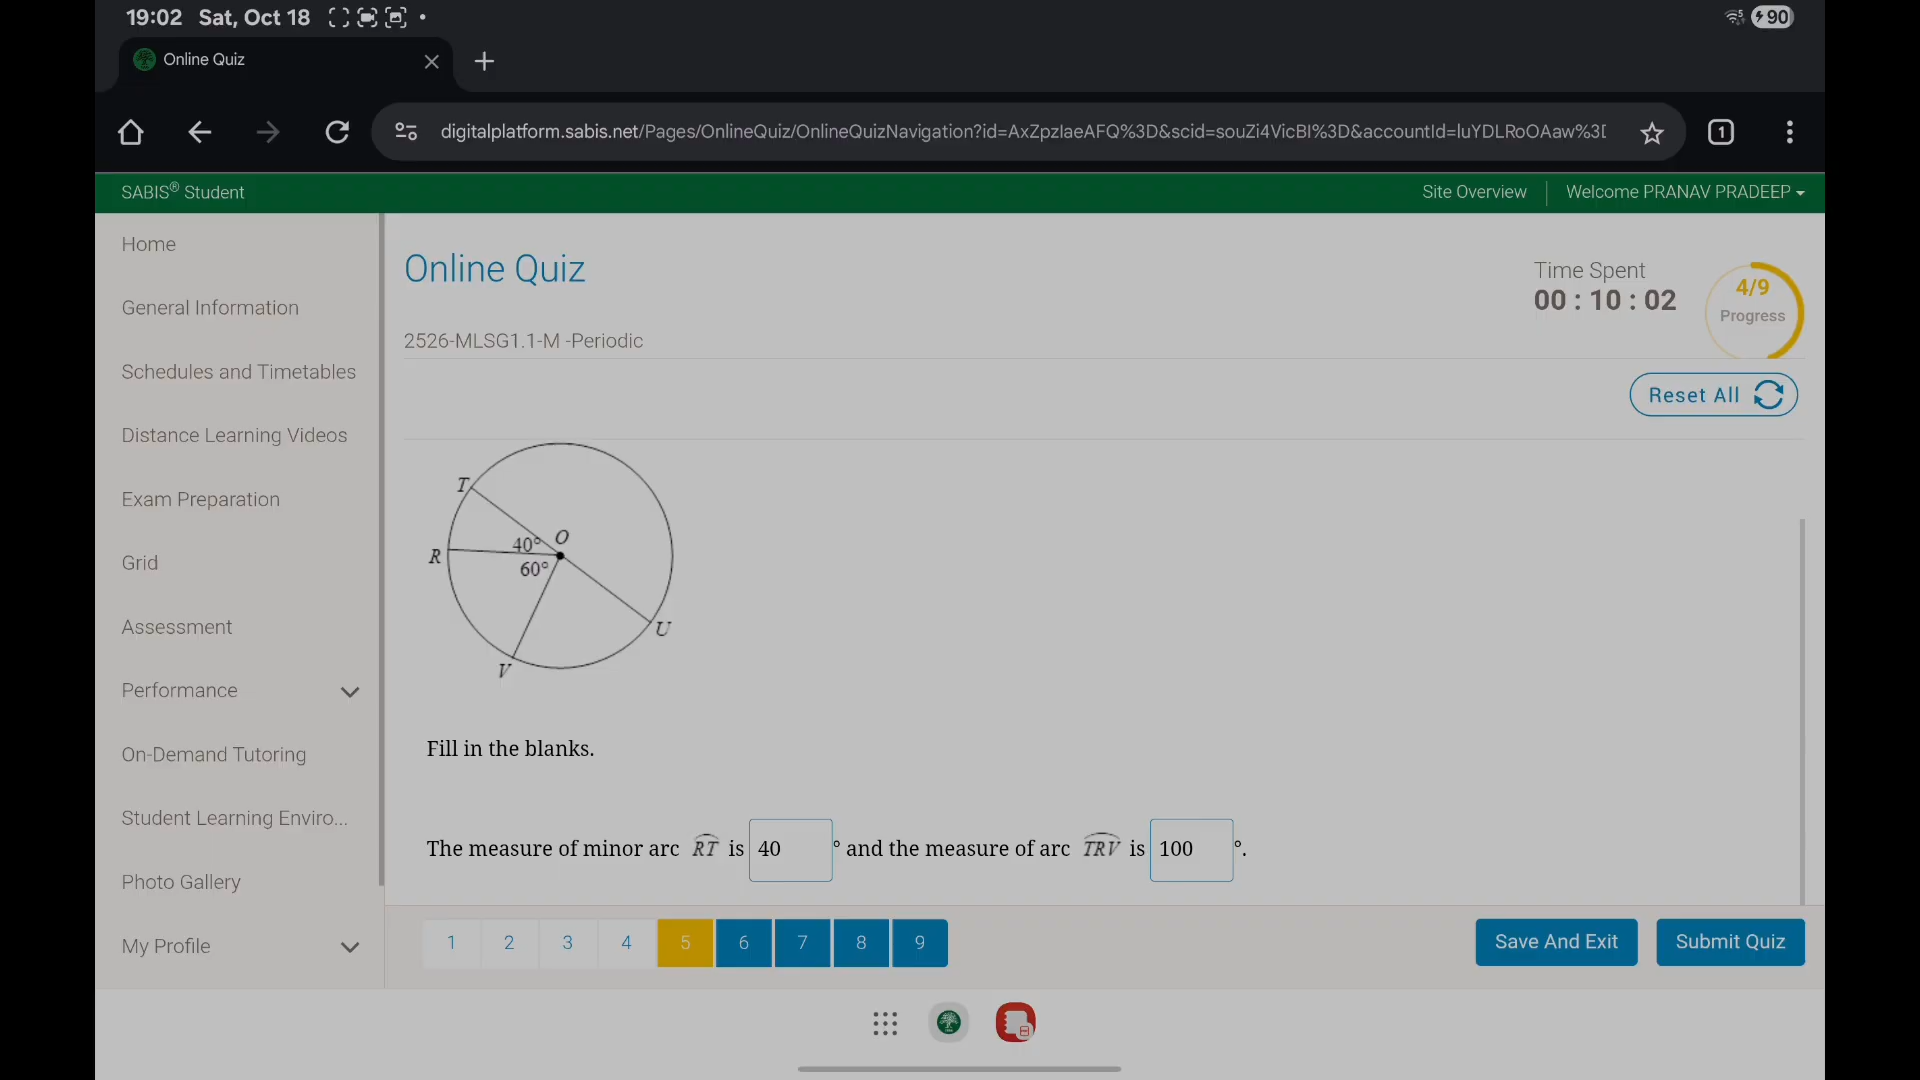 19:02 Sat, Oct 18
90
Online Quiz
digitalplatform.sabis.net/Pages/OnlineQuiz/OnlineQuizNavigation?id=AxZpzIaeAFQ%3D&scid=souZi4VicBI%3D&accountId=luYDLRoOAaw%3D
1
SABIS® Student
Site Overview
Welcome PRANAV PRADEEP
Home
General Information
Schedules and Timetables
Distance Learning Videos
Exam Preparation
Grid
Assessment
Performance
On-Demand Tutoring
Student Learning Enviro...
Photo Gallery
My Profile
Online Quiz
2526-MLSG1.1-M -Periodic
Time Spent
00 : 10 : 02
4/9
Progress
Reset All
T
O
40°
R
60°
U
V
Fill in the blanks.
The measure of minor arc RT is 40 ° and the measure of arc TRV is 100 °.
1 2 3 4 5 6 7 8 9
Save And Exit
Submit Quiz